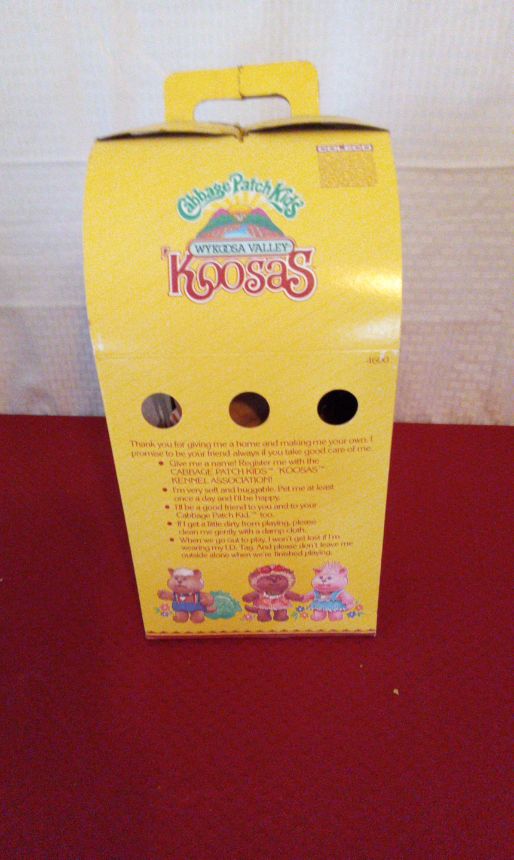 COLECO
Cabbage Patch Kids
WYKOOSA VALLEY
'KOOSAS™
4600
Thank you for giving me a home and making me your own. I
promise to be your friend always if you take good care of me.
• Give me a name! Register me with the
CABBAGE PATCH KIDS™ 'KOOSAS™
KENNEL ASSOCIATION!
• I'm very soft and huggable. Pet me at least
once a day and I'll be happy.
• I'll be a good friend to you and to your
Cabbage Patch Kid,™ too.
• If I get a little dirty from playing, please
clean me gently with a damp cloth.
• When we go out to play, I won't get lost if I'm
wearing my I.D. Tag. And please don't leave me
outside alone when we're finished playing.